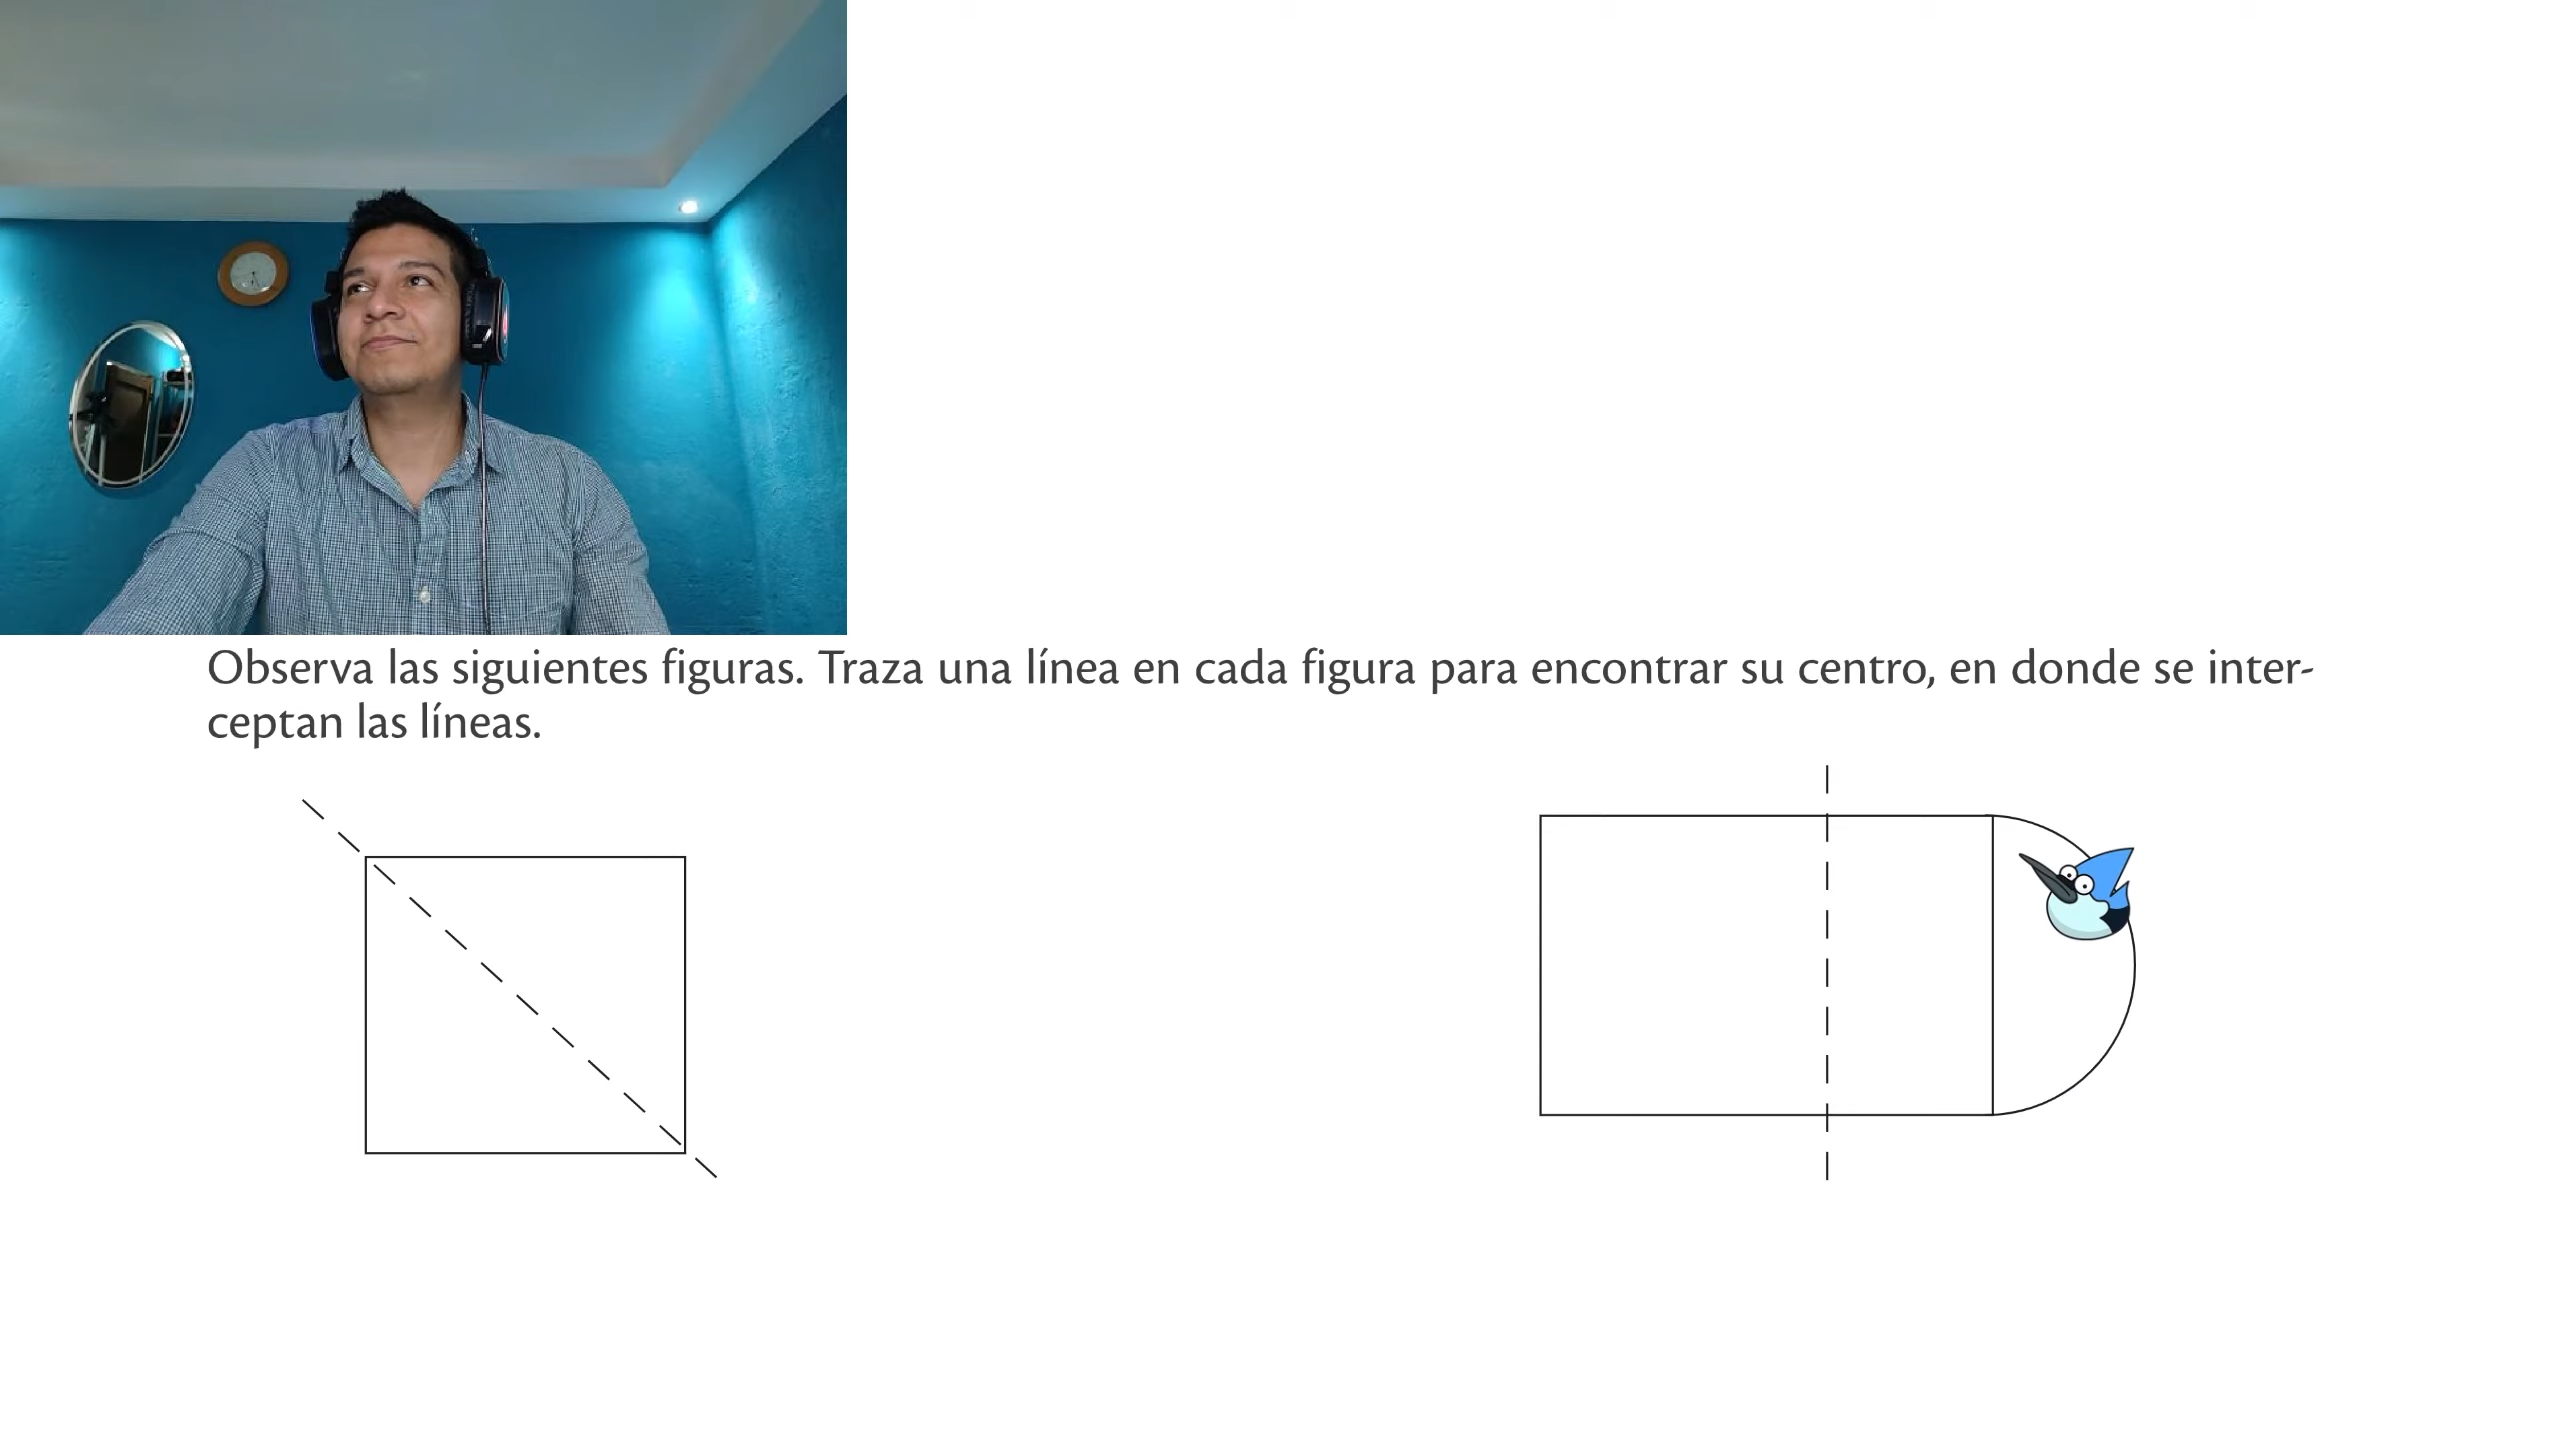 Observa las siguientes figuras. Traza una línea en cada figura para encontrar su centro, en donde se inter-
ceptan las líneas.